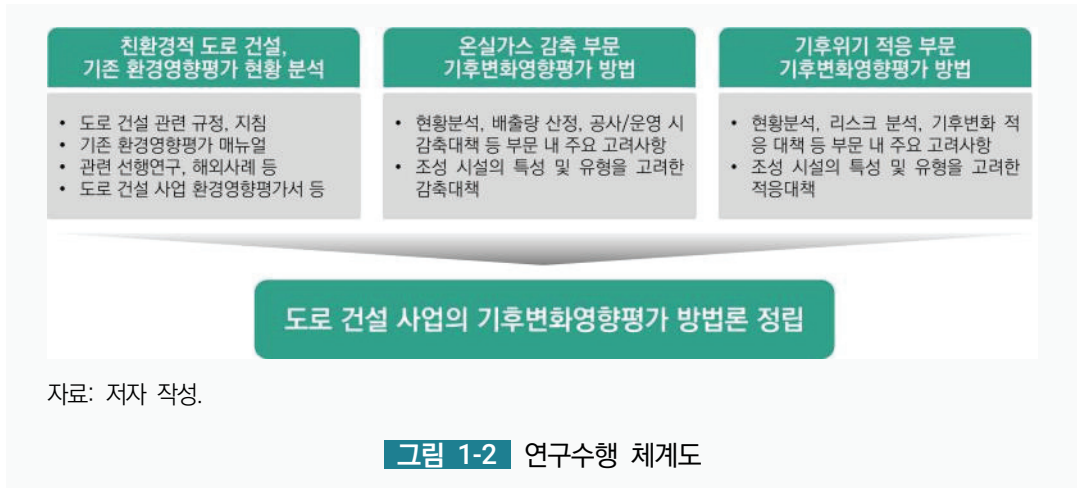 친환경적 도로 건설,
기존 환경영향평가 현황 분석
• 도로 건설 관련 규정, 지침
• 기존 환경영향평가 매뉴얼
• 관련 선행연구, 해외사례 등
• 도로 건설 사업 환경영향평가서 등
온실가스 감축 부문
기후변화영향평가 방법
• 현황분석, 배출량 산정, 공사/운영 시
감축대책 등 부문 내 주요 고려사항
• 조성 시설의 특성 및 유형을 고려한
감축대책
기후위기 적응 부문
기후변화영향평가 방법
• 현황분석, 리스크 분석, 기후변화 적
응 대책 등 부문 내 주요 고려사항
• 조성 시설의 특성 및 유형을 고려한
적응대책
도로 건설 사업의 기후변화영향평가 방법론 정립
자료: 저자 작성.
그림 1-2 연구수행 체계도